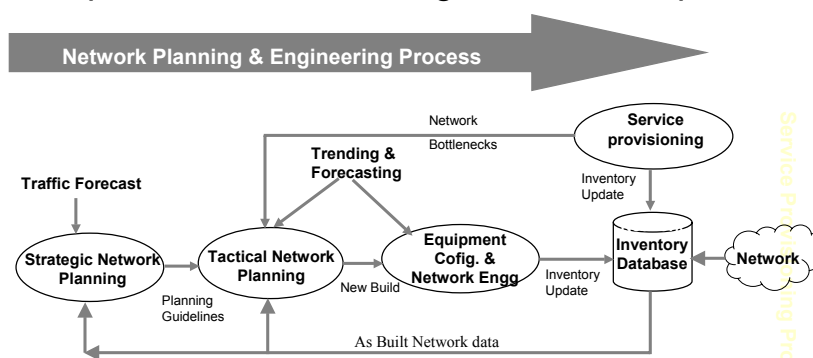 Network Planning & Engineering Process
Network
Bottlenecks
Service
provisioning
Trending &
Forecasting
Traffic Forecast
Inventory
Update
Strategic Network
Planning
Tactical Network
Planning
Equipment
Cofig. &
Network Engg
Inventory
Database
Network
Planning
Guidelines
New Build
Inventory
Update
As Built Network data